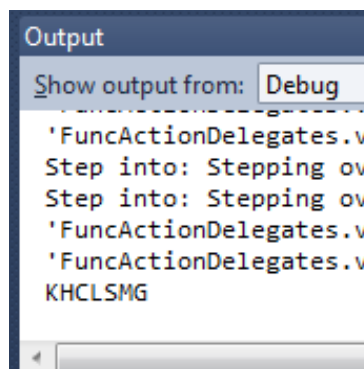 Output
Show output from: Debug
'FuncActionDelegates.v
Step into: Stepping ov
Step into: Stepping ov
'FuncActionDelegates.v
'FuncActionDelegates.v
KHCLSMG